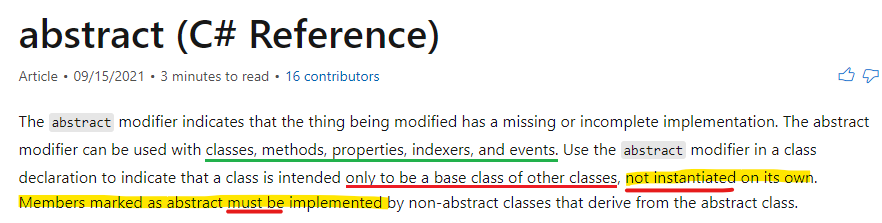 abstract (C# Reference)
Article • 09/15/2021 • 3 minutes to read • 16 contributors
The abstract modifier indicates that the thing being modified has a missing or incomplete implementation. The abstract
modifier can be used with classes, methods, properties, indexers, and events. Use the abstract modifier in a class
declaration to indicate that a class is intended only to be a base class of other classes, not instantiated on its own.
Members marked as abstract must be implemented by non-abstract classes that derive from the abstract class.